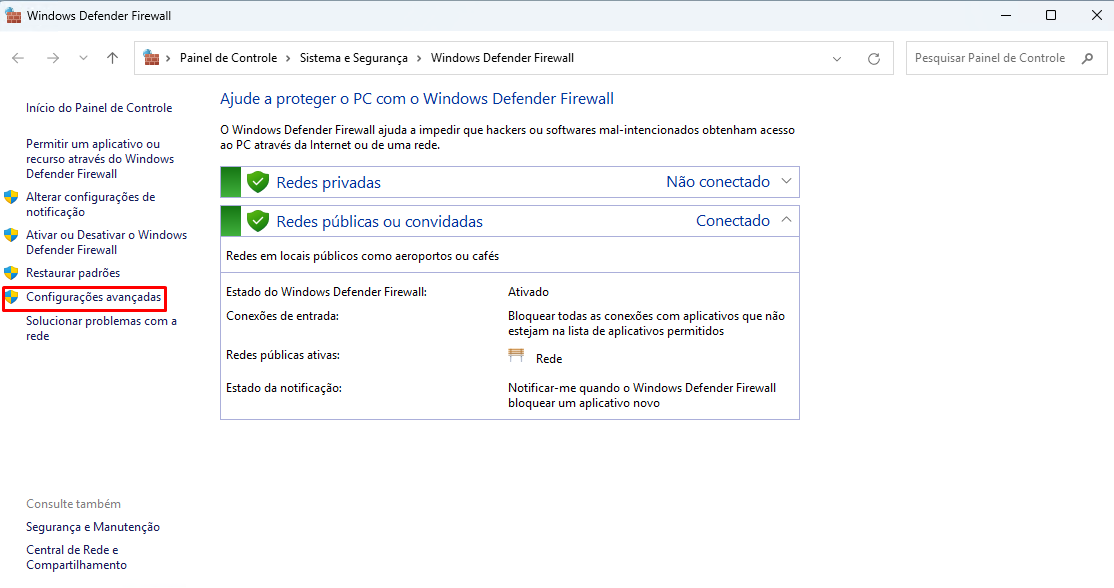 Windows Defender Firewall
Painel de Controle
Sistema e Segurança
Windows Defender Firewall
Pesquisar Painel de Controle
Início do Painel de Controle
Permitir um aplicativo ou
recurso através do Windows
Defender Firewall
Alterar configurações de
notificação
Ativar ou Desativar o Windows
Defender Firewall
Restaurar padrões
Configurações avançadas
Solucionar problemas com a
rede
Ajude a proteger o PC com o Windows Defender Firewall
O Windows Defender Firewall ajuda a impedir que hackers ou softwares mal-intencionados obtenham acesso
ao PC através da Internet ou de uma rede.
Redes privadas Não conectado
Redes públicas ou convidadas Conectado
Redes em locais públicos como aeroportos ou cafés
Estado do Windows Defender Firewall: Ativado
Conexões de entrada: Bloquear todas as conexões com aplicativos que não
estejam na lista de aplicativos permitidos
Redes públicas ativas: Rede
Estado da notificação: Notificar-me quando o Windows Defender Firewall
bloquear um aplicativo novo
Consulte também
Segurança e Manutenção
Central de Rede e
Compartilhamento